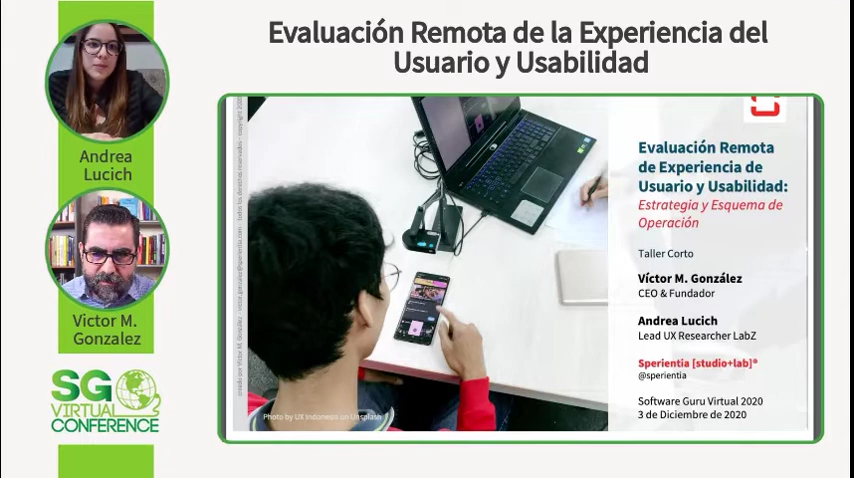 Evaluación Remota de la Experiencia del
Usuario y Usabilidad
Andrea
Lucich
Victor M.
Gonzalez
SG
VIRTUAL
CONFERENCE
Evaluación Remota
de Experiencia de
Usuario y Usabilidad:
Estrategia y Esquema de
Operación
Taller Corto
Víctor M. González
CEO & Fundador
Andrea Lucich
Lead UX Researcher LabZ
Sperientia [studio+lab]®
@sperientia
Software Guru Virtual 2020
3 de Diciembre de 2020
Photo by UX Indonesia on Unsplash